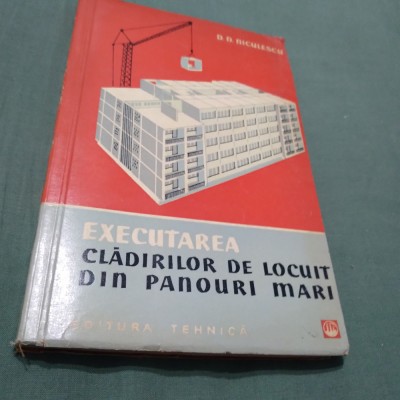 D. D. NICULESCU
EXECUTAREA
CLĂDIRILOR DE LOCUIT
DIN PANOURI MARI
EDITURA TEHNICĂ